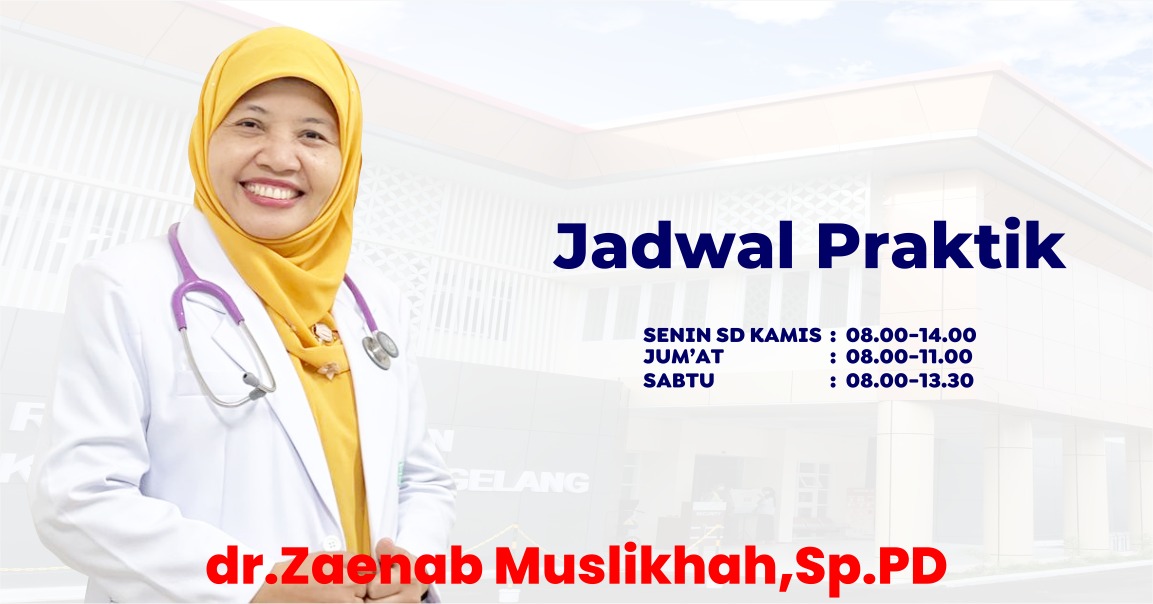 Jadwal Praktik
SENIN SD KAMIS : 08.00-14.00
JUM'AT : 08.00-11.00
SABTU : 08.00-13.30
GELANG
dr.Zaenab Muslikhah,Sp.PD